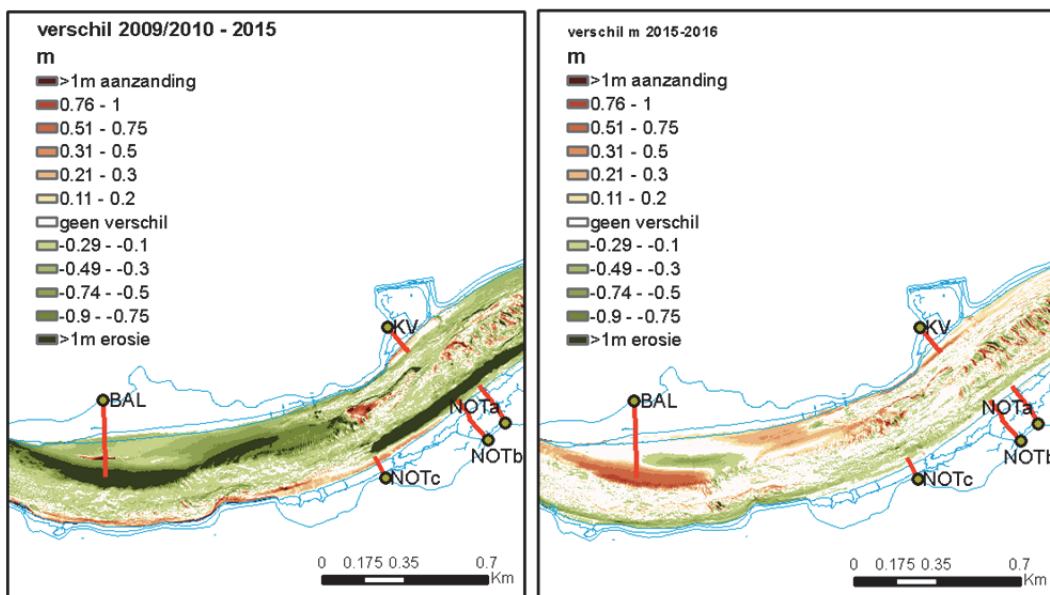 verschil 2009/2010 - 2015
m
>1m aanzanding
0.76 - 1
0.51 - 0.75
0.31 - 0.5
0.21 - 0.3
0.11 - 0.2
geen verschil
-0.29 - -0.1
-0.49 - -0.3
-0.74 - -0.5
-0.9 - -0.75
>1m erosie
KV
BAL
NOTa
NOTb
NOTc
0 0.175 0.35 0.7
Km
verschil m 2015-2016
m
>1m aanzanding
0.76 - 1
0.51 - 0.75
0.31 - 0.5
0.21 - 0.3
0.11 - 0.2
geen verschil
-0.29 - -0.1
-0.49 - -0.3
-0.74 - -0.5
-0.9 - -0.75
>1m erosie
KV
BAL
NOTa
NOTb
NOTc
0 0.175 0.35 0.7
Km